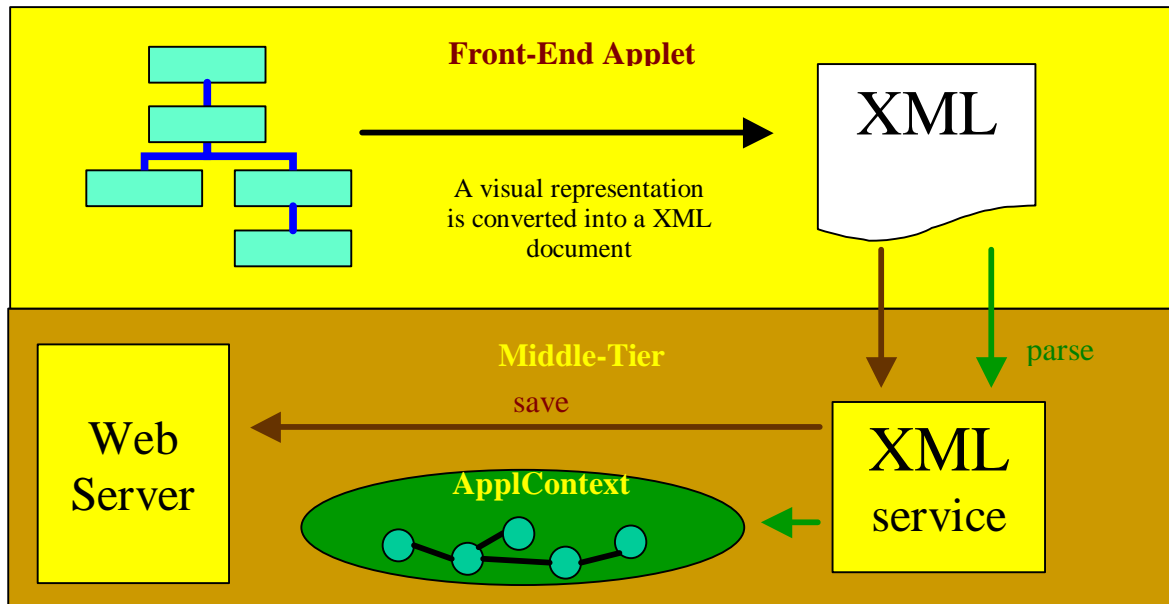 Front-End Applet
XML
A visual representation
is converted into a XML
document
Middle-Tier
parse
save
Web
Server
ApplContext
XML
service